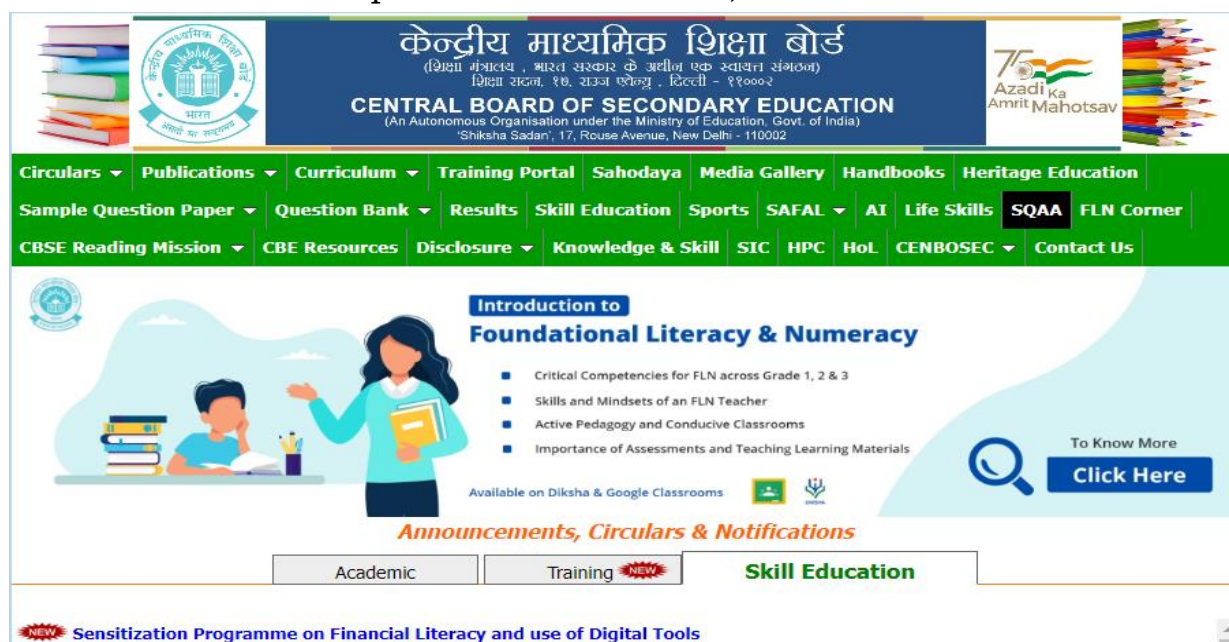 केन्द्रीय माध्यमिक शिक्षा बोर्ड
(शिक्षा मंत्रालय , भारत सरकार के अधीन एक स्वायत्त संगठन)
शिक्षा सदन, १७, राउज एवेन्यू , दिल्ली - ११०००२
CENTRAL BOARD OF SECONDARY EDUCATION
(An Autonomous Organisation under the Ministry of Education, Govt. of India)
'Shiksha Sadan', 17, Rouse Avenue, New Delhi - 110002
भारत
असतो मा सद्गमय
75
Azadi Ka
Amrit Mahotsav
Circulars Publications Curriculum Training Portal Sahodaya Media Gallery Handbooks Heritage Education
Sample Question Paper Question Bank Results Skill Education Sports SAFAL AI Life Skills SQAA FLN Corner
CBSE Reading Mission CBE Resources Disclosure Knowledge & Skill SIC HPC HoL CENBOSEC Contact Us
Introduction to
Foundational Literacy & Numeracy
Critical Competencies for FLN across Grade 1, 2 & 3
Skills and Mindsets of an FLN Teacher
Active Pedagogy and Conducive Classrooms
Importance of Assessments and Teaching Learning Materials
Available on Diksha & Google Classrooms
To Know More
Click Here
Announcements, Circulars & Notifications
Academic Training NEW Skill Education
NEW Sensitization Programme on Financial Literacy and use of Digital Tools